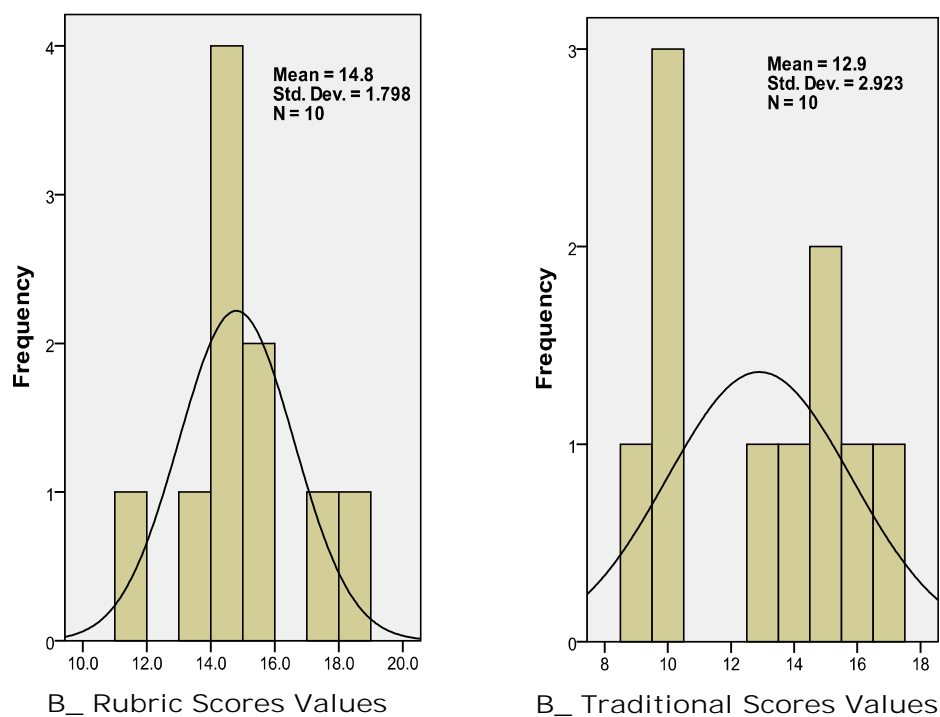 4
3
2
1
0
Frequency
Mean = 14.8
Std. Dev. = 1.798
N = 10
10.0 12.0 14.0 16.0 18.0 20.0
B_ Rubric Scores Values
3
2
1
0
Frequency
Mean = 12.9
Std. Dev. = 2.923
N = 10
8 10 12 14 16 18
B_ Traditional Scores Values